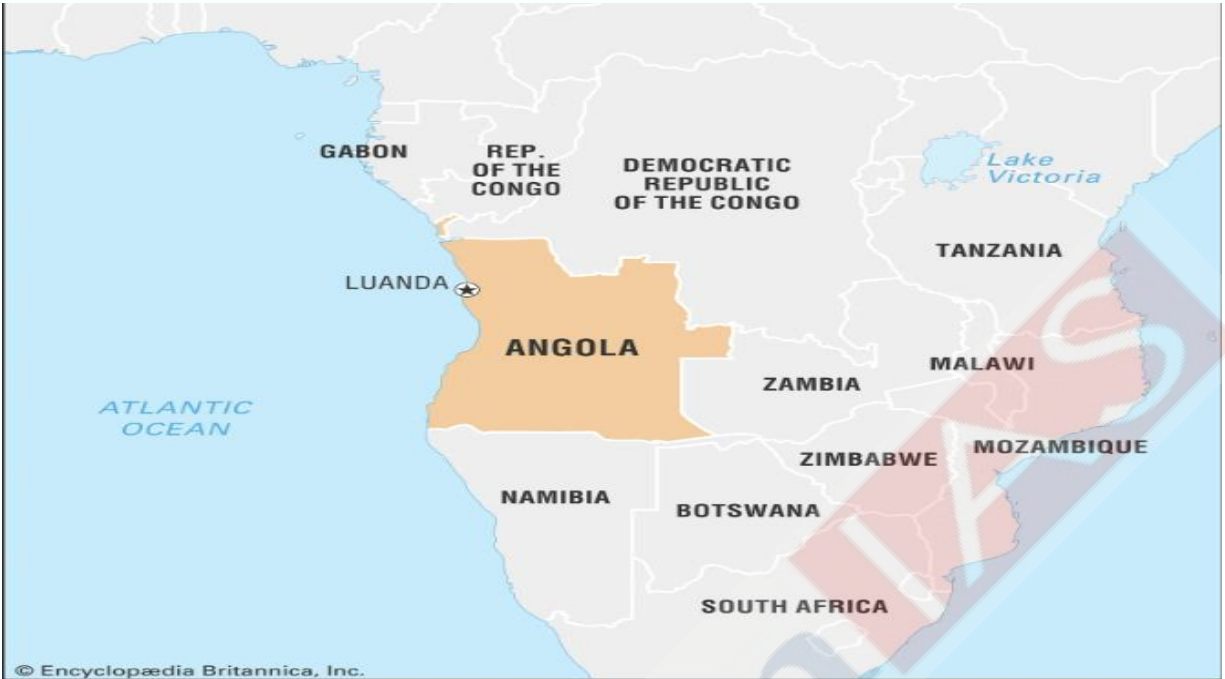 GABON
REP.
OF THE
CONGO
DEMOCRATIC
REPUBLIC
OF THE CONGO
Lake
Victoria
TANZANIA
LUANDA
ANGOLA
ZAMBIA
MALAWI
ATLANTIC
OCEAN
ZIMBABWE
MOZAMBIQUE
NAMIBIA
BOTSWANA
SOUTH AFRICA
IAS
© Encyclopædia Britannica, Inc.